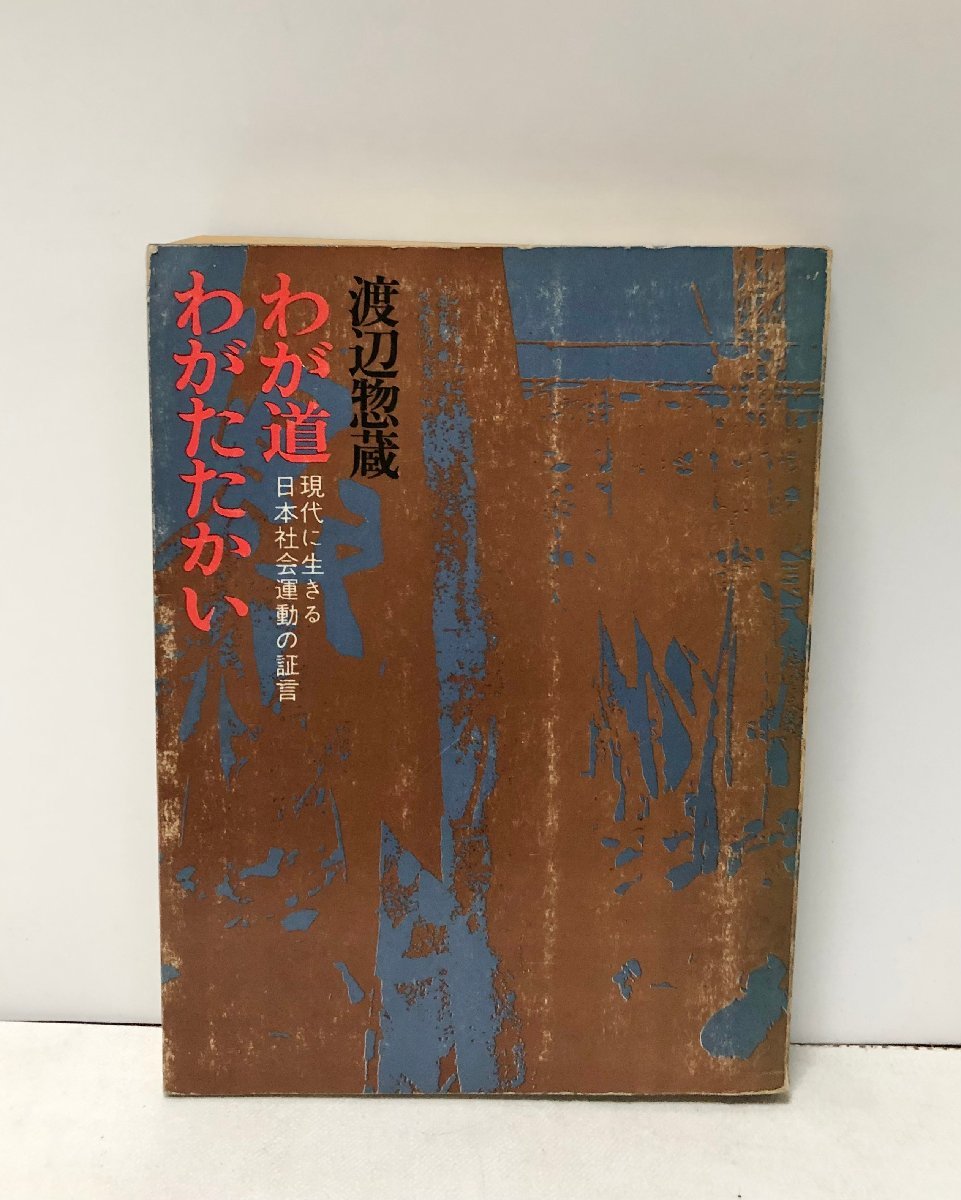 渡辺惣蔵
わが道
わがたたかい
現代に生きる
日本社会運動の証言